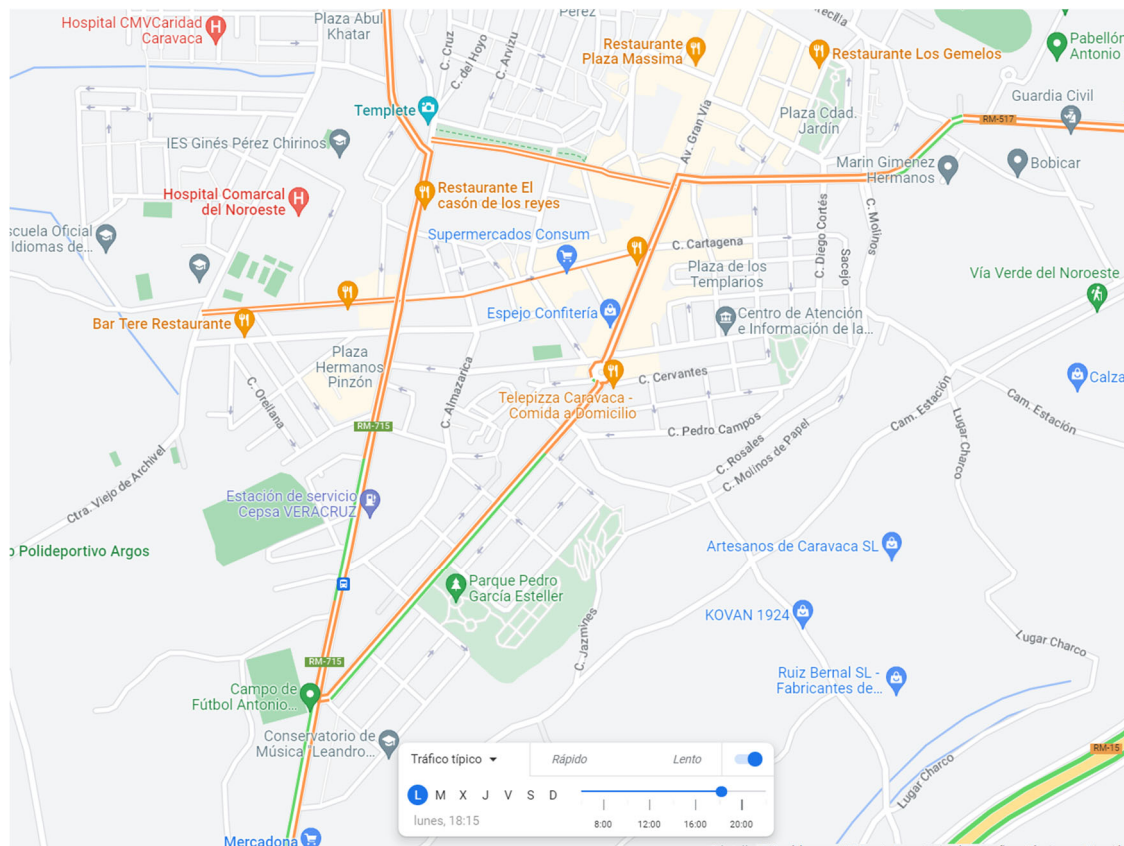 Hospital CMVCaridad
Caravaca
Plaza Abul
Khatar
C. Cruz
C. del Hoyo
C. Arvizu
Pérez
Restaurante
Plaza Massima
Restaurante Los Gemelos
Pabellón
Antonio
Templete
Av. Gran Vía
Plaza Cdad.
Jardín
Guardia Civil
RM-517
IES Ginés Pérez Chirinos
Marin Gimenez
Hermanos
Bobicar
Hospital Comarcal
del Noroeste
Restaurante El
casón de los reyes
scuela Oficial
Idiomas de...
Supermercados Consum
C. Cartagena
C. Diego Cortés
C. Molinos
Sacejo
Plaza de los
Templarios
Vía Verde del Noroeste
Bar Tere Restaurante
Espejo Confitería
Centro de Atención
e Información de la...
Plaza
Hermanos
Pinzón
C. Orellana
C. Almazarica
C. Cervantes
Calza
Telepizza Caravaca -
Comida a Domicilio
RM-715
C. Pedro Campos
C. Rosales
C. Molinos de Papel
Cam. Estación
Cam. Estación
Lugar Charco
Ctra. Viejo de Archivel
Estación de servicio
Cepsa VERACRUZ
o Polideportivo Argos
Artesanos de Caravaca SL
Parque Pedro
García Esteller
KOVAN 1924
C. Jazmines
Lugar Charco
RM-715
Campo de
Fútbol Antonio...
Ruiz Bernal SL -
Fabricantes de...
Conservatorio de
Música "Leandro...
RM-15
Lugar Charco
Tráfico típico
Rápido
Lento
L M X J V S D
lunes, 18:15
8:00 12:00 16:00 20:00
Mercadona